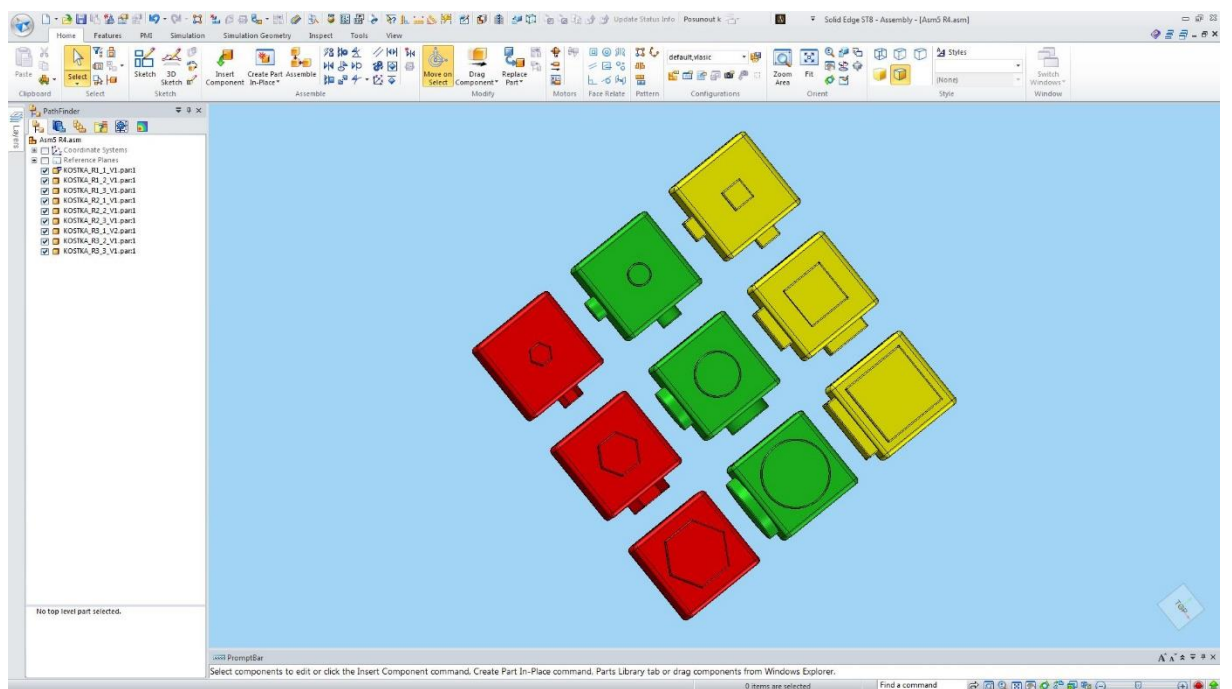 Update Status Info Posunout k
Solid Edge ST8 - Assembly - [Asm5 R4.asm]
Home Features PMI Simulation Simulation Geometry Inspect Tools View
Paste
Select
Sketch
3D Sketch
Insert Component
Create Part In-Place
Assemble
Move on Select
Drag Component
Replace Part
default,vlasic
Zoom Area
Fit
Styles
(None)
Switch Windows
Clipboard Select Sketch Assemble Modify Motors Face Relate Pattern Configurations Orient Style Window
Layers
PathFinder
Asm5 R4.asm
Coordinate Systems
Reference Planes
KOSTKA_R1_1_V1.par:1
KOSTKA_R1_2_V1.par:1
KOSTKA_R1_3_V1.par:1
KOSTKA_R2_1_V1.par:1
KOSTKA_R2_2_V1.par:1
KOSTKA_R2_3_V1.par:1
KOSTKA_R3_1_V2.par:1
KOSTKA_R3_2_V1.par:1
KOSTKA_R3_3_V1.par:1
No top level part selected.
TOP
PromptBar
Select components to edit or click the Insert Component command, Create Part In-Place command, Parts Library tab or drag components from Windows Explorer.
0 items are selected
Find a command